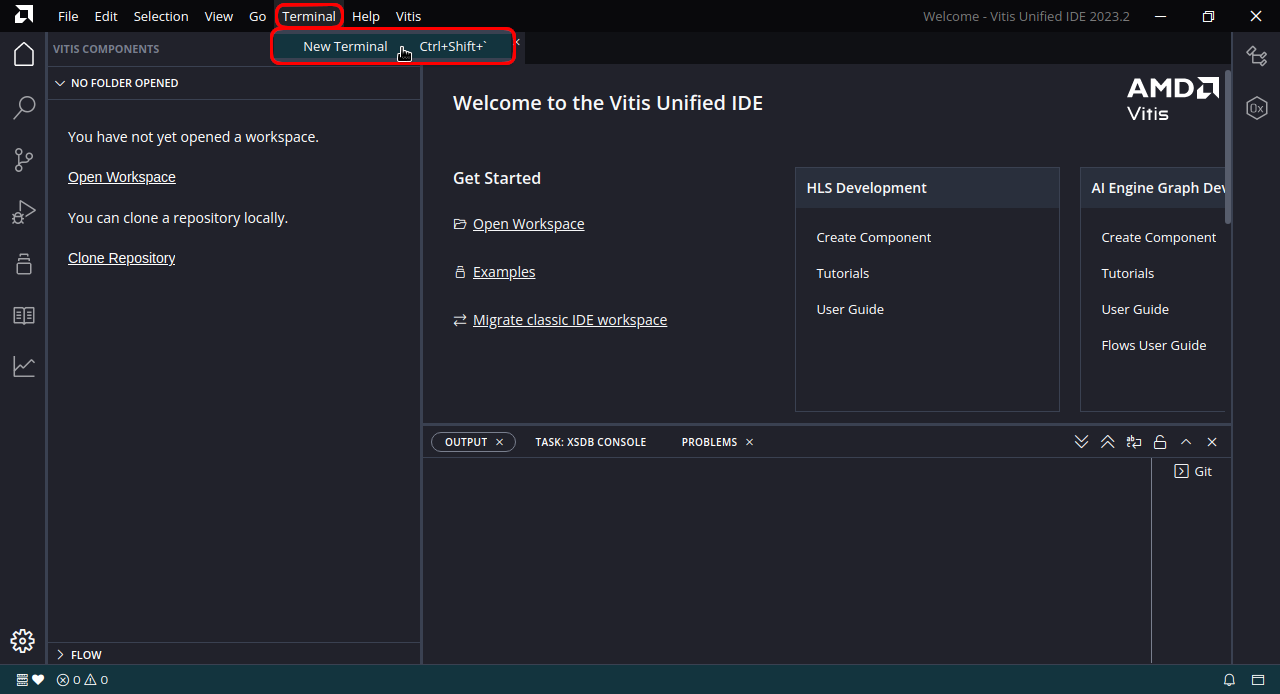 File Edit Selection View Go Terminal Help Vitis
Welcome - Vitis Unified IDE 2023.2
New Terminal Ctrl+Shift+`
VITIS COMPONENTS
NO FOLDER OPENED
You have not yet opened a workspace.
Open Workspace
You can clone a repository locally.
Clone Repository
FLOW
Welcome to the Vitis Unified IDE
AMD
Vitis
Get Started
Open Workspace
Examples
Migrate classic IDE workspace
HLS Development
Create Component
Tutorials
User Guide
AI Engine Graph Dev
Create Component
Tutorials
User Guide
Flows User Guide
0x
OUTPUT TASK: XSDB CONSOLE PROBLEMS
Git
0 0